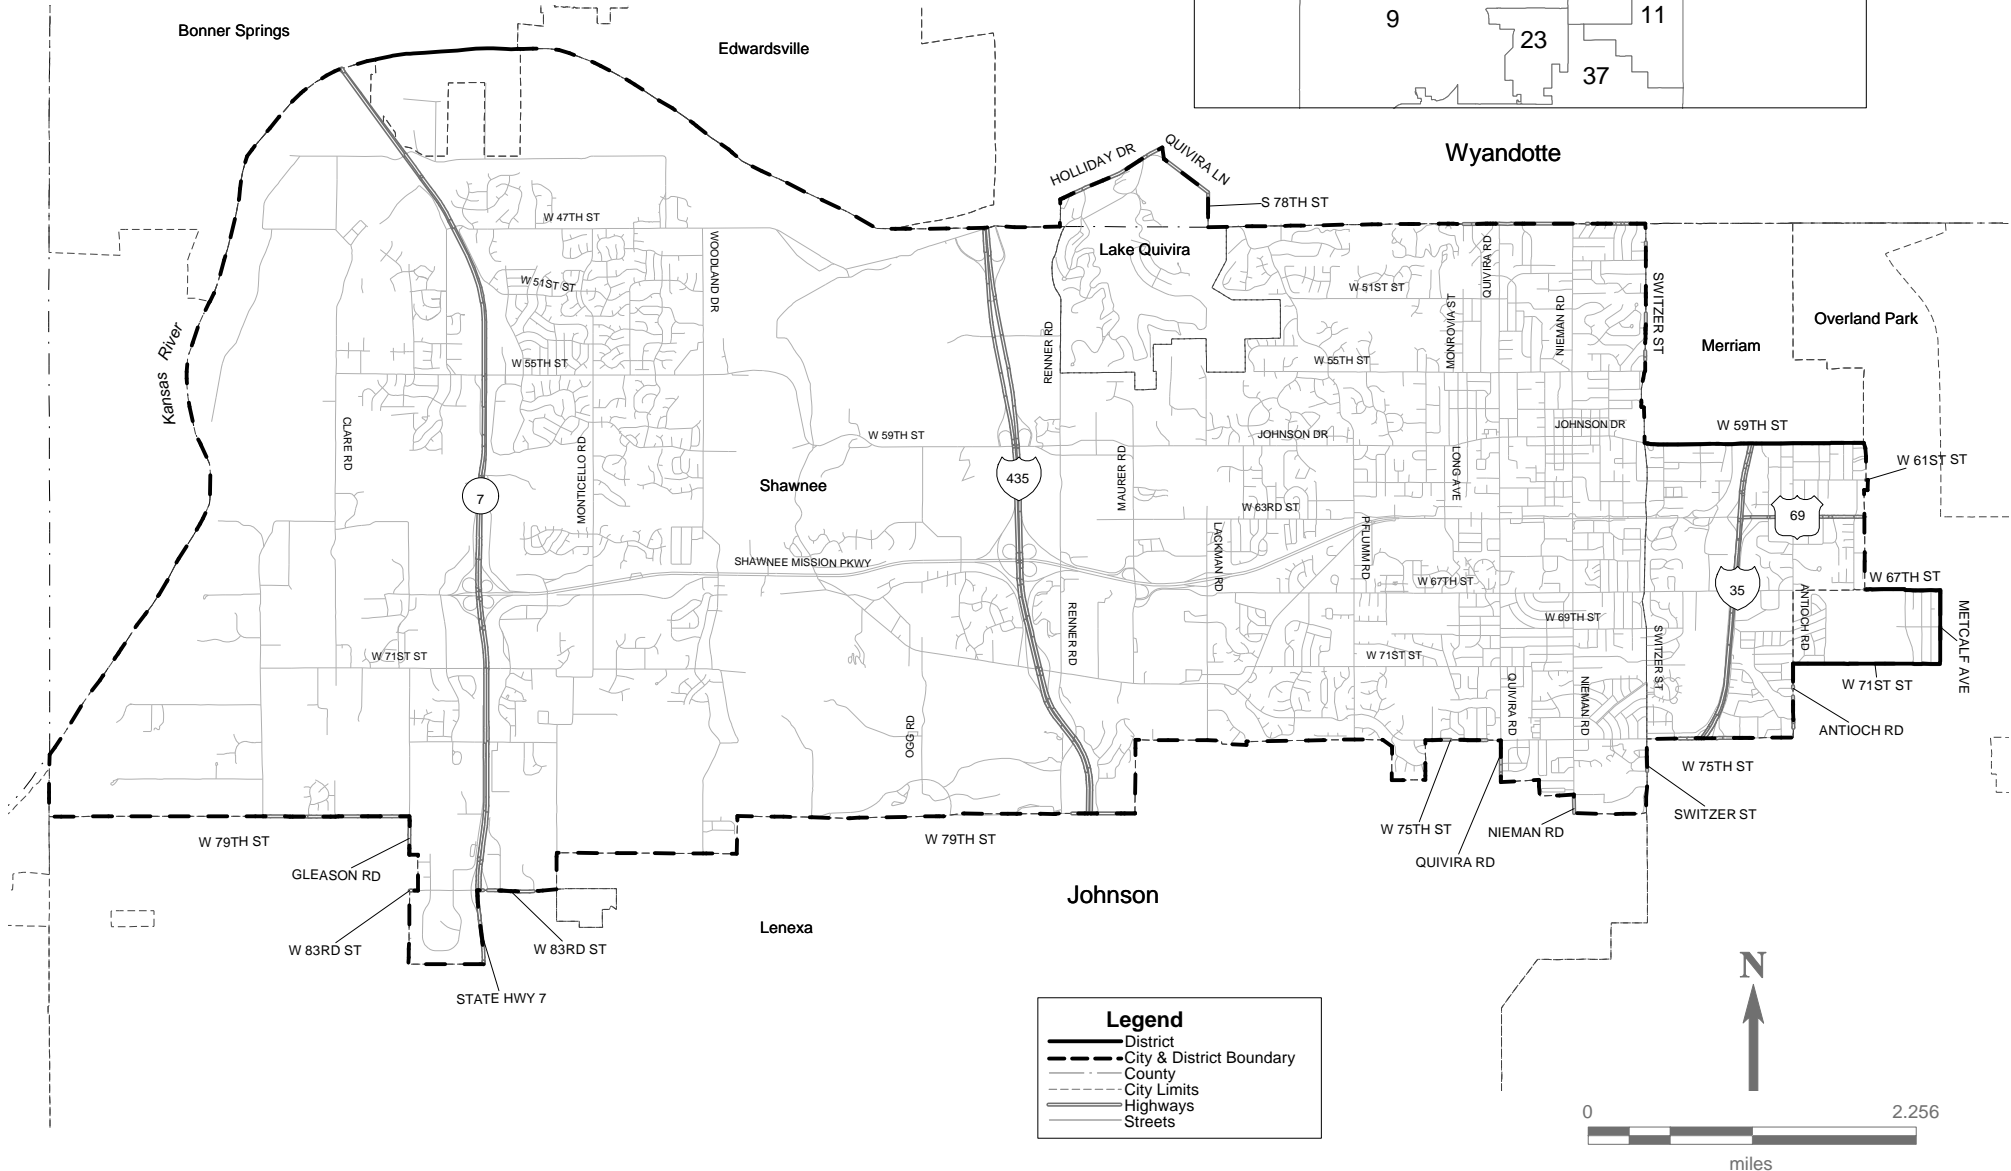 Bonner Springs
Edwardsville
9
11
23
37
Wyandotte
HOLLIDAY DR
QUIVIRA LN
S 78TH ST
W 47TH ST
WOODLAND DR
Lake Quivira
QUIVIRA RD
W 51ST ST
W 51ST ST
MONROVIA ST
NIEMAN RD
SWITZER ST
Overland Park
Merriam
Kansas River
RENNER RD
W 55TH ST
W 55TH ST
CLARE RD
MONTICELLO RD
W 59TH ST
JOHNSON DR
JOHNSON DR
W 59TH ST
W 61ST ST
MAURER RD
LONG AVE
435
7
Shawnee
W 63RD ST
69
LACKMAN RD
PFLUMM RD
SHAWNEE MISSION PKWY
W 67TH ST
W 67TH ST
35
ANTIOCH RD
METCALF AVE
RENNER RD
W 69TH ST
SWITZER ST
W 71ST ST
W 71ST ST
W 71ST ST
QUIVIRA RD
NIEMAN RD
OGG RD
ANTIOCH RD
W 75TH ST
SWITZER ST
W 79TH ST
W 79TH ST
W 75TH ST
NIEMAN RD
QUIVIRA RD
GLEASON RD
Johnson
Lenexa
W 83RD ST
W 83RD ST
STATE HWY 7
N
Legend
District
City & District Boundary
County
City Limits
Highways
Streets
0 2.256
miles